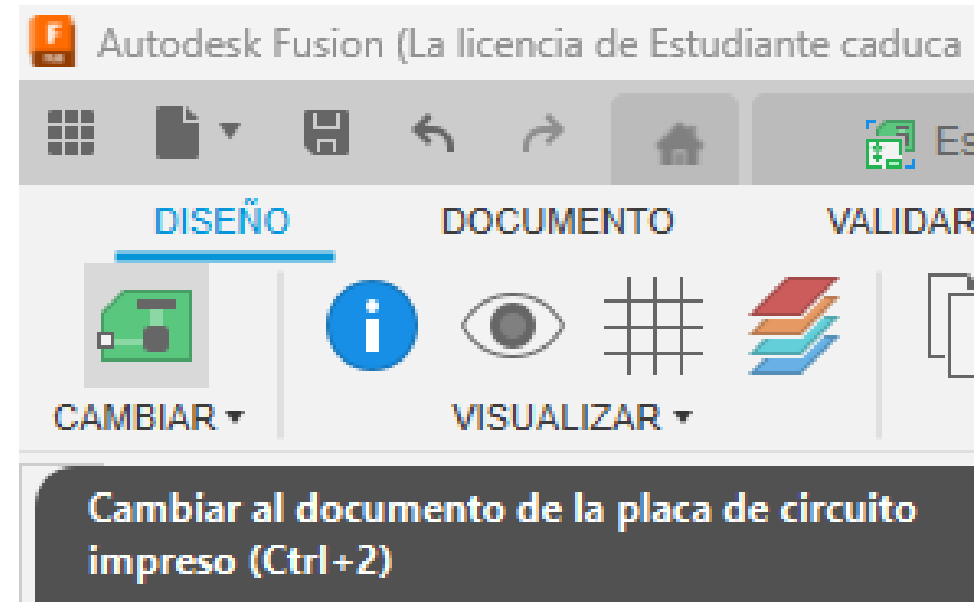 Autodesk Fusion (La licencia de Estudiante caduca
Es
DISEÑO DOCUMENTO VALIDAR
CAMBIAR VISUALIZAR
Cambiar al documento de la placa de circuito
impreso (Ctrl+2)